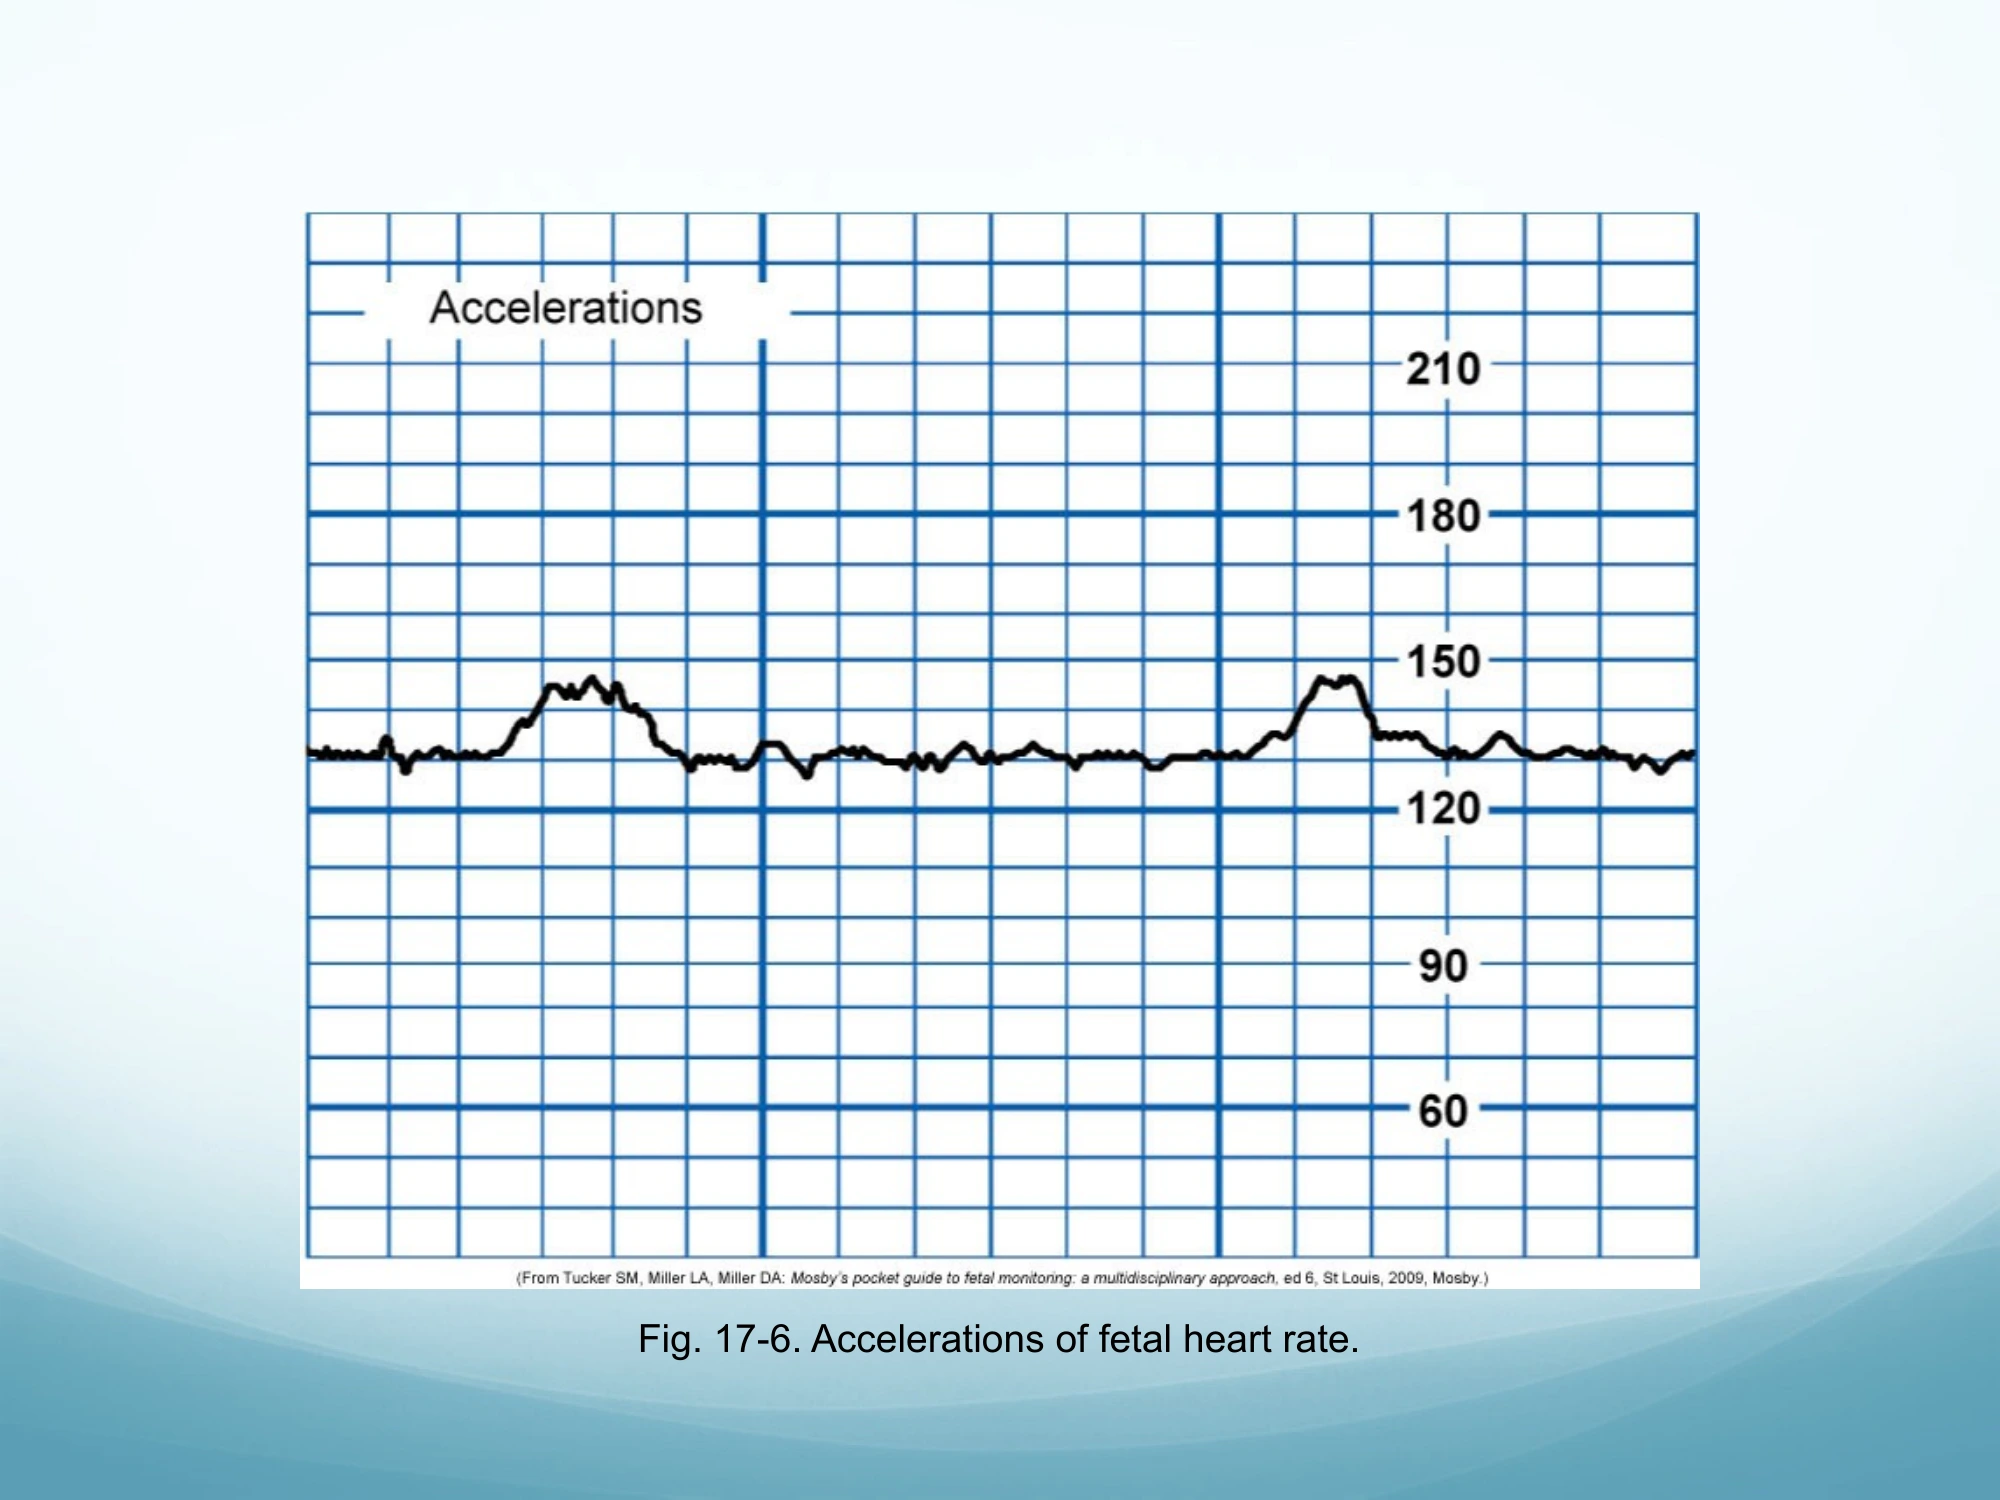 Accelerations
210
180
150
120
90
60
(From Tucker SM, Miller LA, Miller DA: Mosby's pocket guide to fetal monitoring: a multidisciplinary approach, ed 6, St Louis, 2009, Mosby.)
Fig. 17-6. Accelerations of fetal heart rate.